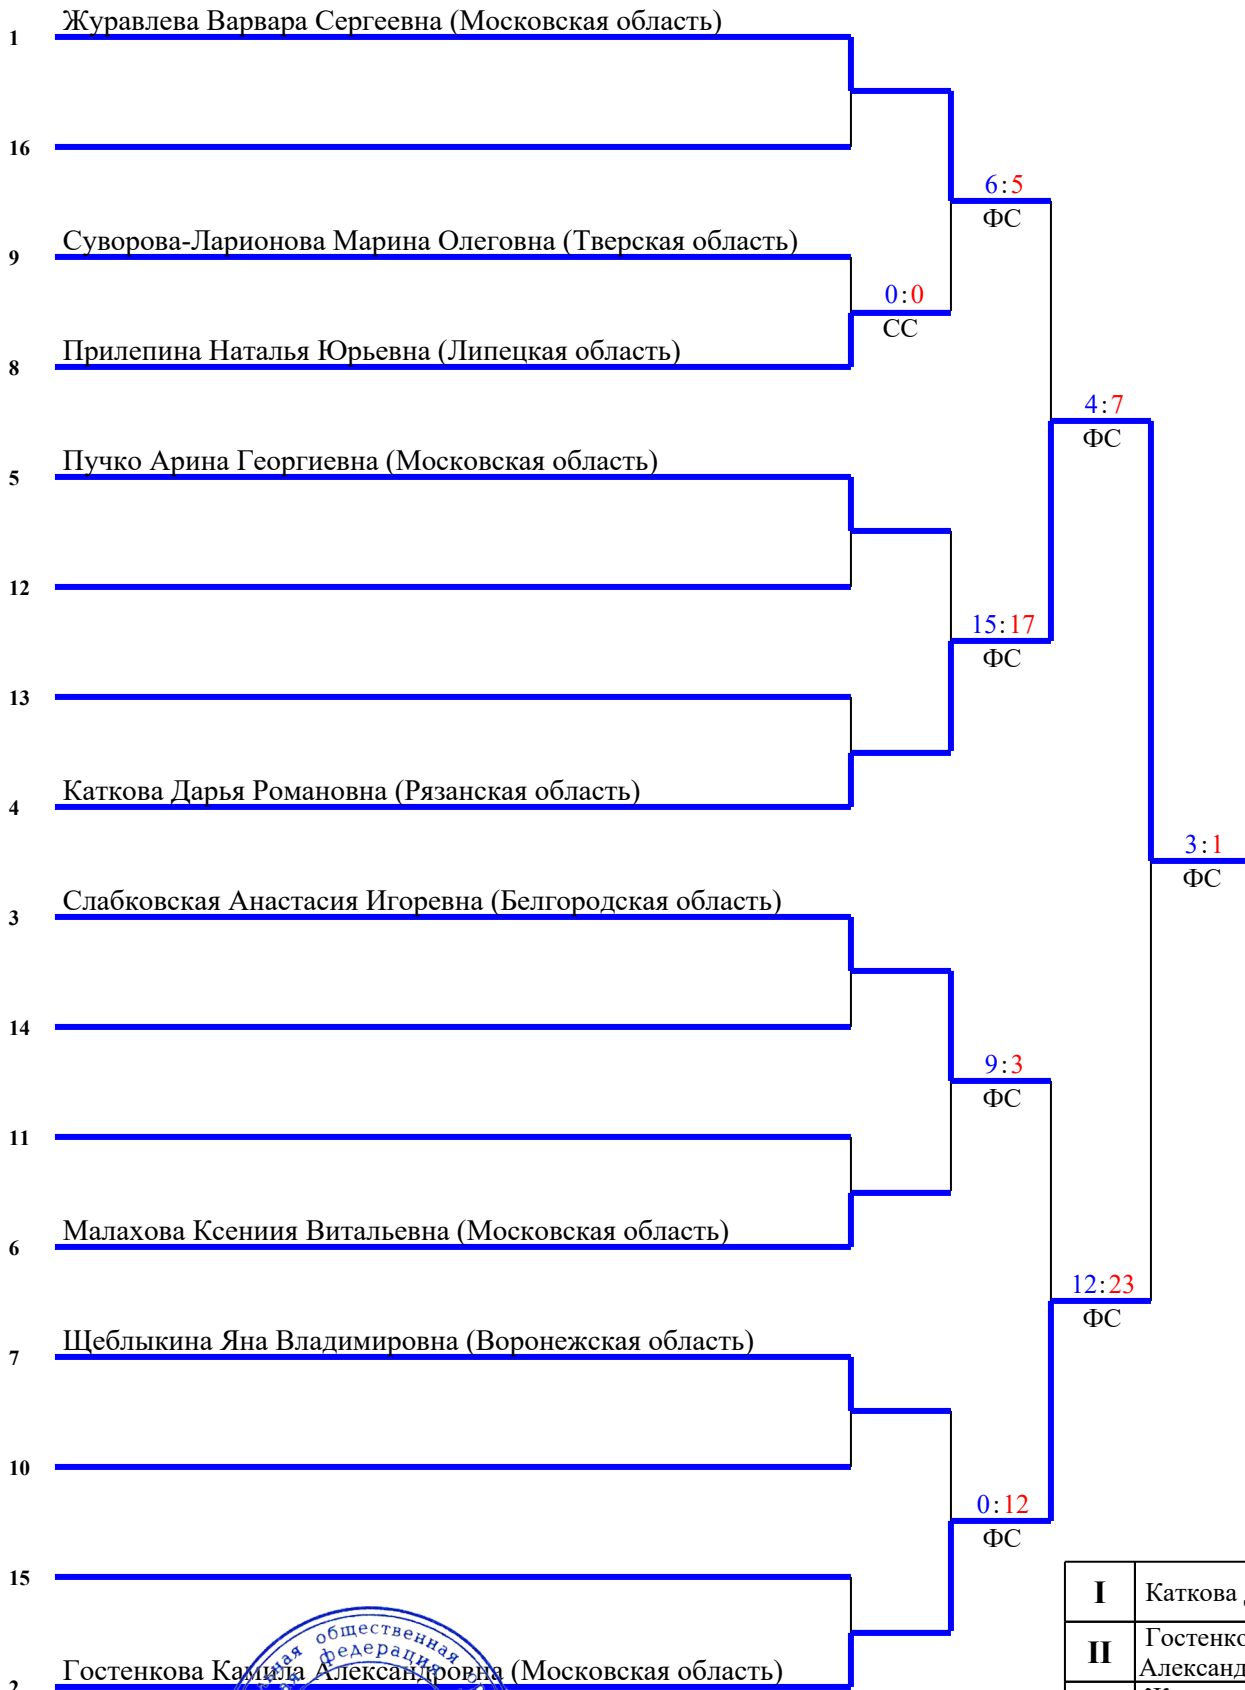 Журавлева Варвара Сергеевна (Московская область)
1
16
6:5
ФС
Суворова-Ларионова Марина Олеговна (Тверская область)
9
0:0
СС
Прилепина Наталья Юрьевна (Липецкая область)
8
4:7
ФС
Пучко Арина Георгиевна (Московская область)
5
12
15:17
ФС
13
Каткова Дарья Романовна (Рязанская область)
4
3:1
ФС
Слабковская Анастасия Игоревна (Белгородская область)
3
14
9:3
ФС
11
Малахова Ксениия Витальевна (Московская область)
6
12:23
ФС
Щеблыкина Яна Владимировна (Воронежская область)
7
10
0:12
ФС
15
I Каткова
общественная
федерация
II Гостенко
Александ
Гостенкова Камила Александровна (Московская область)
2